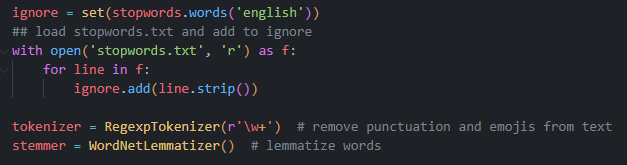 ignore = set(stopwords.words('english'))
## load stopwords.txt and add to ignore
with open('stopwords.txt', 'r') as f:
    for line in f:
        ignore.add(line.strip())

tokenizer = RegexpTokenizer(r'\w+')  # remove punctuation and emojis from text
stemmer = WordNetLemmatizer()  # lemmatize words